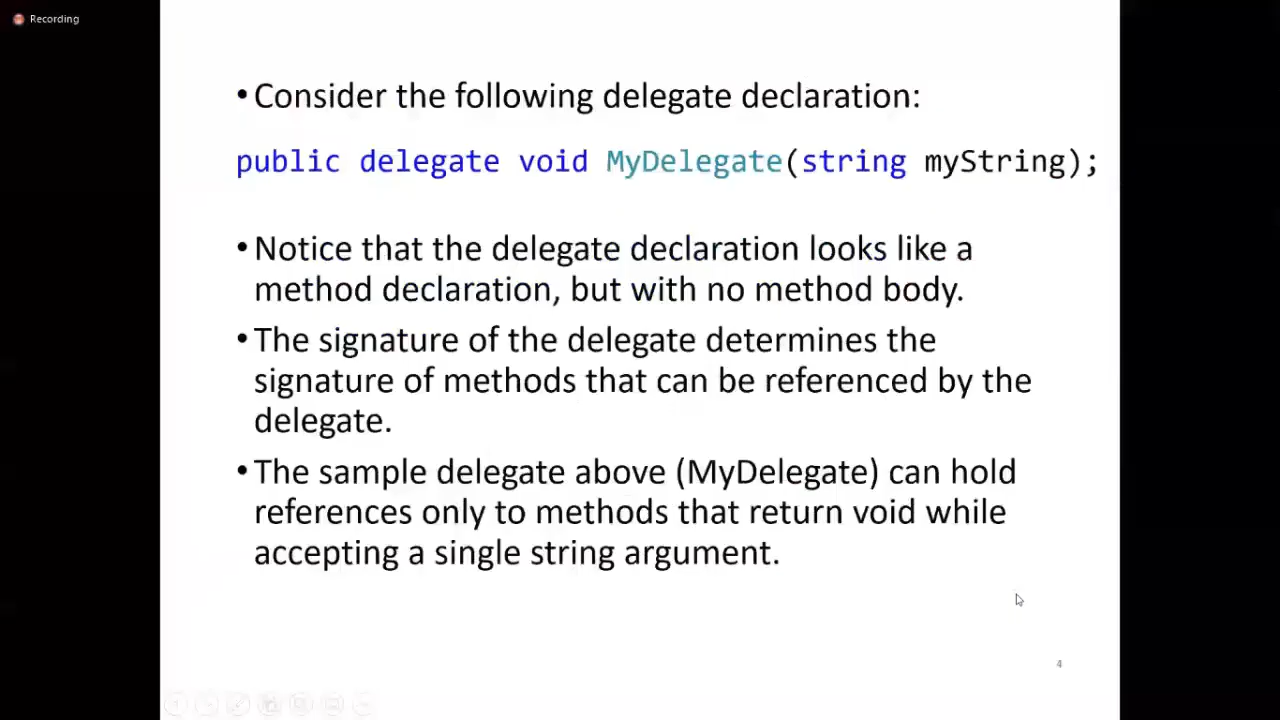 Recording
•Consider the following delegate declaration:
public delegate void MyDelegate(string myString);
•Notice that the delegate declaration looks like a
method declaration, but with no method body.
•The signature of the delegate determines the
signature of methods that can be referenced by the
delegate.
•The sample delegate above (MyDelegate) can hold
references only to methods that return void while
accepting a single string argument.
4